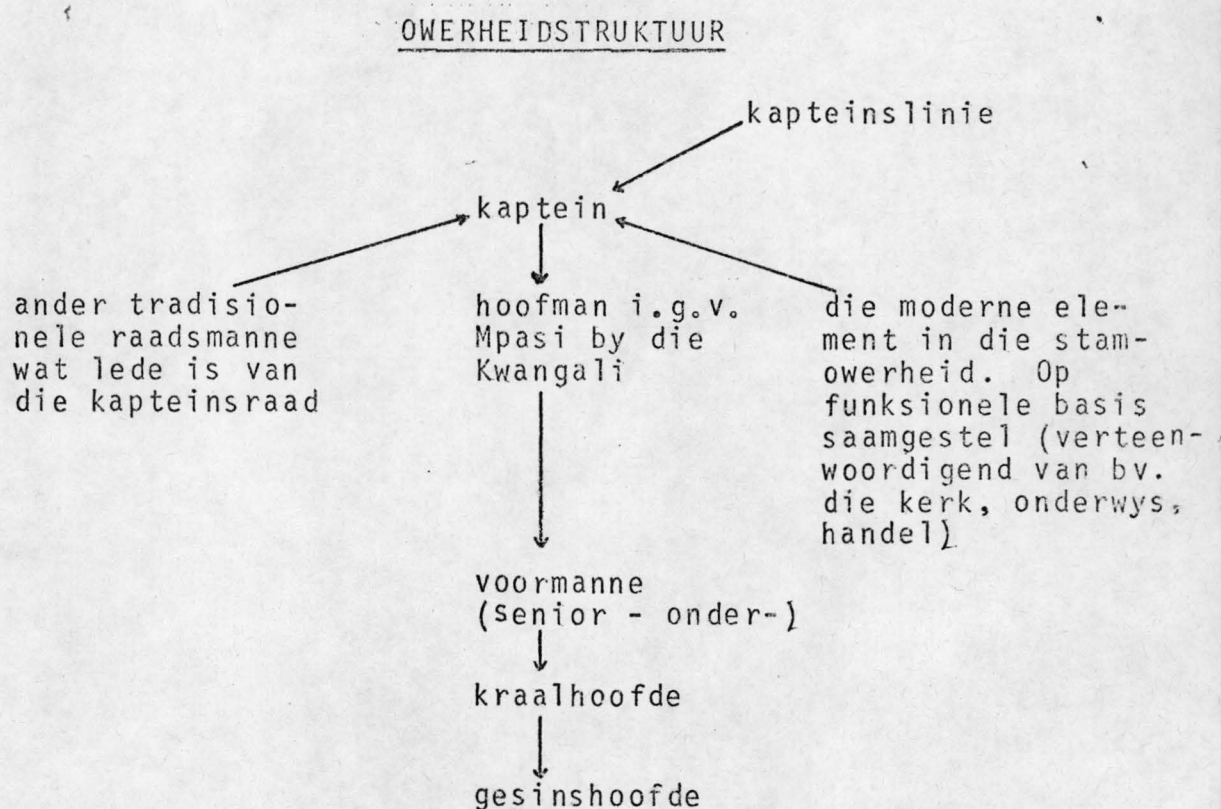 OWERHEIDSTRUKTUUR
kapteinslinie
kaptein
ander tradisio-
nele raadsmanne
wat lede is van
die kapteinsraad
hoofman i.g.v.
Mpasi by die
Kwangali
die moderne ele-
ment in die stam-
owerheid. Op
funksionele basis
saamgestel (verteen-
woordigend van bv.
die kerk, onderwys,
handel)
voormanne
(senior - onder-)
kraalhoofde
gesinshoofde